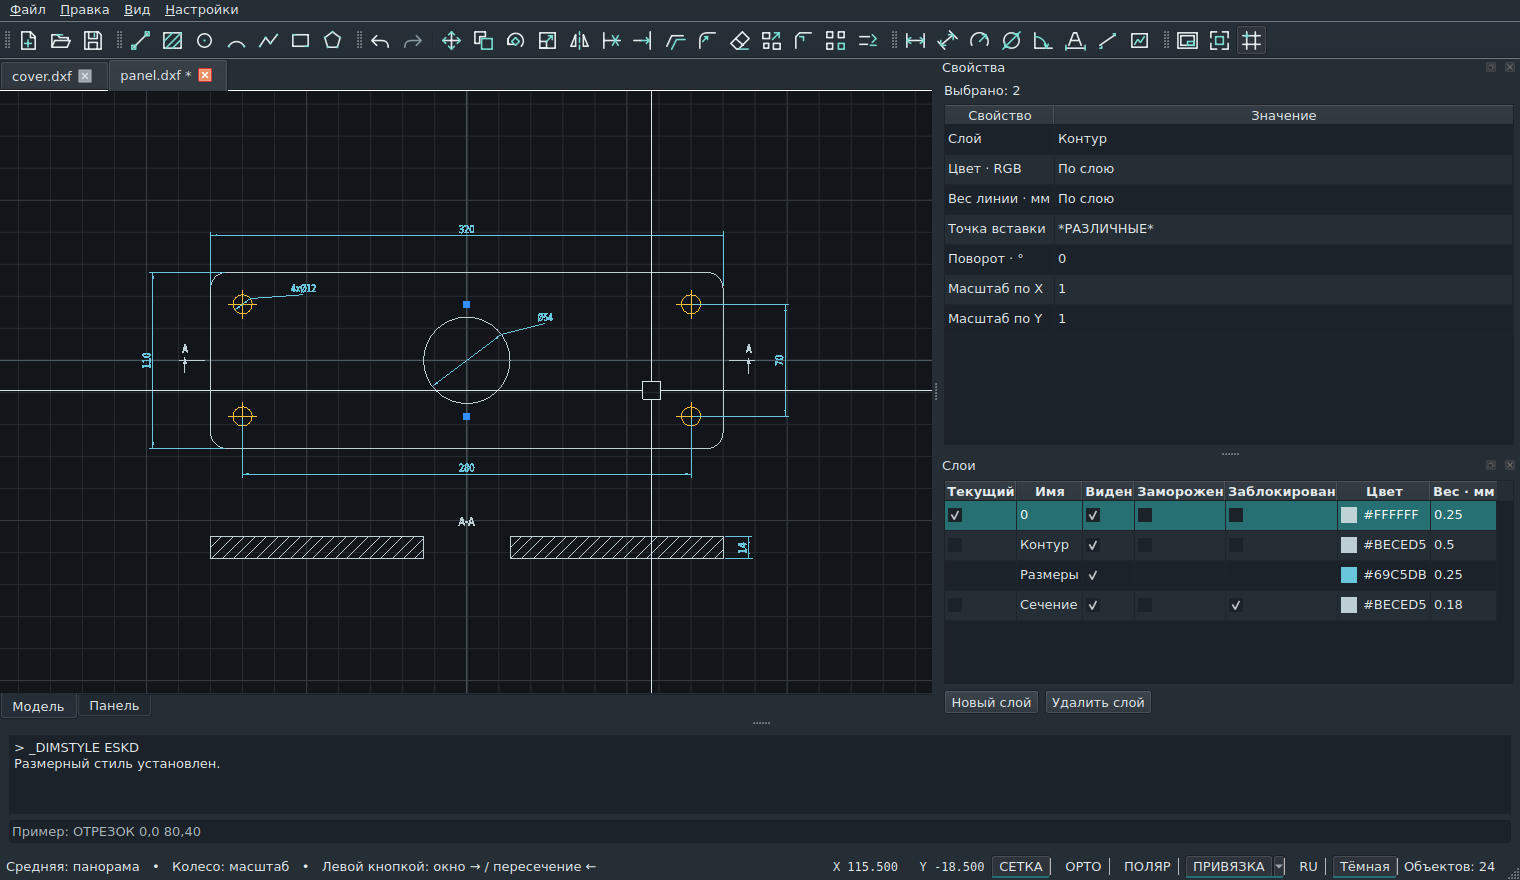 Файл Правка Вид Настройки
cover.dxf panel.dxf *
320
4xØ12
Ø54
A A
110
70
280
A-A
14
Модель Панель
Свойства
Выбрано: 2
Свойство Значение
Слой Контур
Цвет · RGB По слою
Вес линии · мм По слою
Точка вставки *РАЗЛИЧНЫЕ*
Поворот · ° 0
Масштаб по X 1
Масштаб по Y 1
Слои
Текущий Имя Виден Заморожен Заблокирован Цвет Вес · мм
0 #FFFFFF 0.25
Контур #BECED5 0.5
Размеры #69C5DB 0.25
Сечение #BECED5 0.18
Новый слой Удалить слой
> _DIMSTYLE ESKD
Размерный стиль установлен.
Пример: ОТРЕЗОК 0,0 80,40
Средняя: панорама • Колесо: масштаб • Левой кнопкой: окно → / пересечение ← X 115.500 Y -18.500 СЕТКА ОРТО ПОЛЯР ПРИВЯЗКА RU Тёмная Объектов: 24